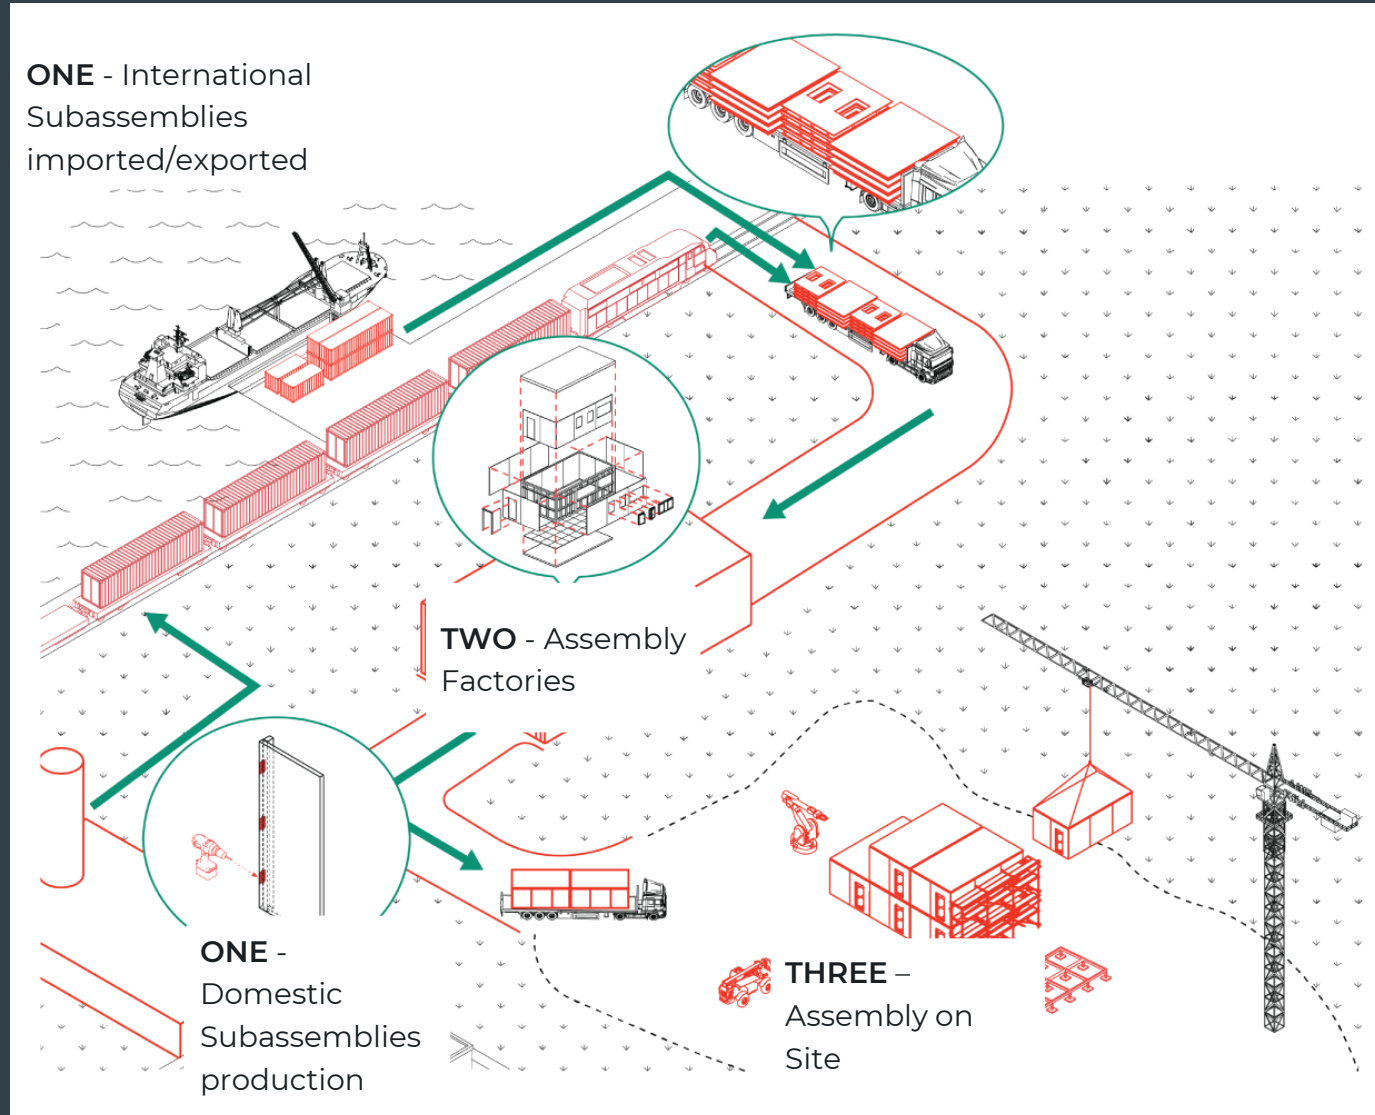 ONE - International
Subassemblies
imported/exported
TWO - Assembly
Factories
ONE -
Domestic
Subassemblies
production
THREE –
Assembly on
Site